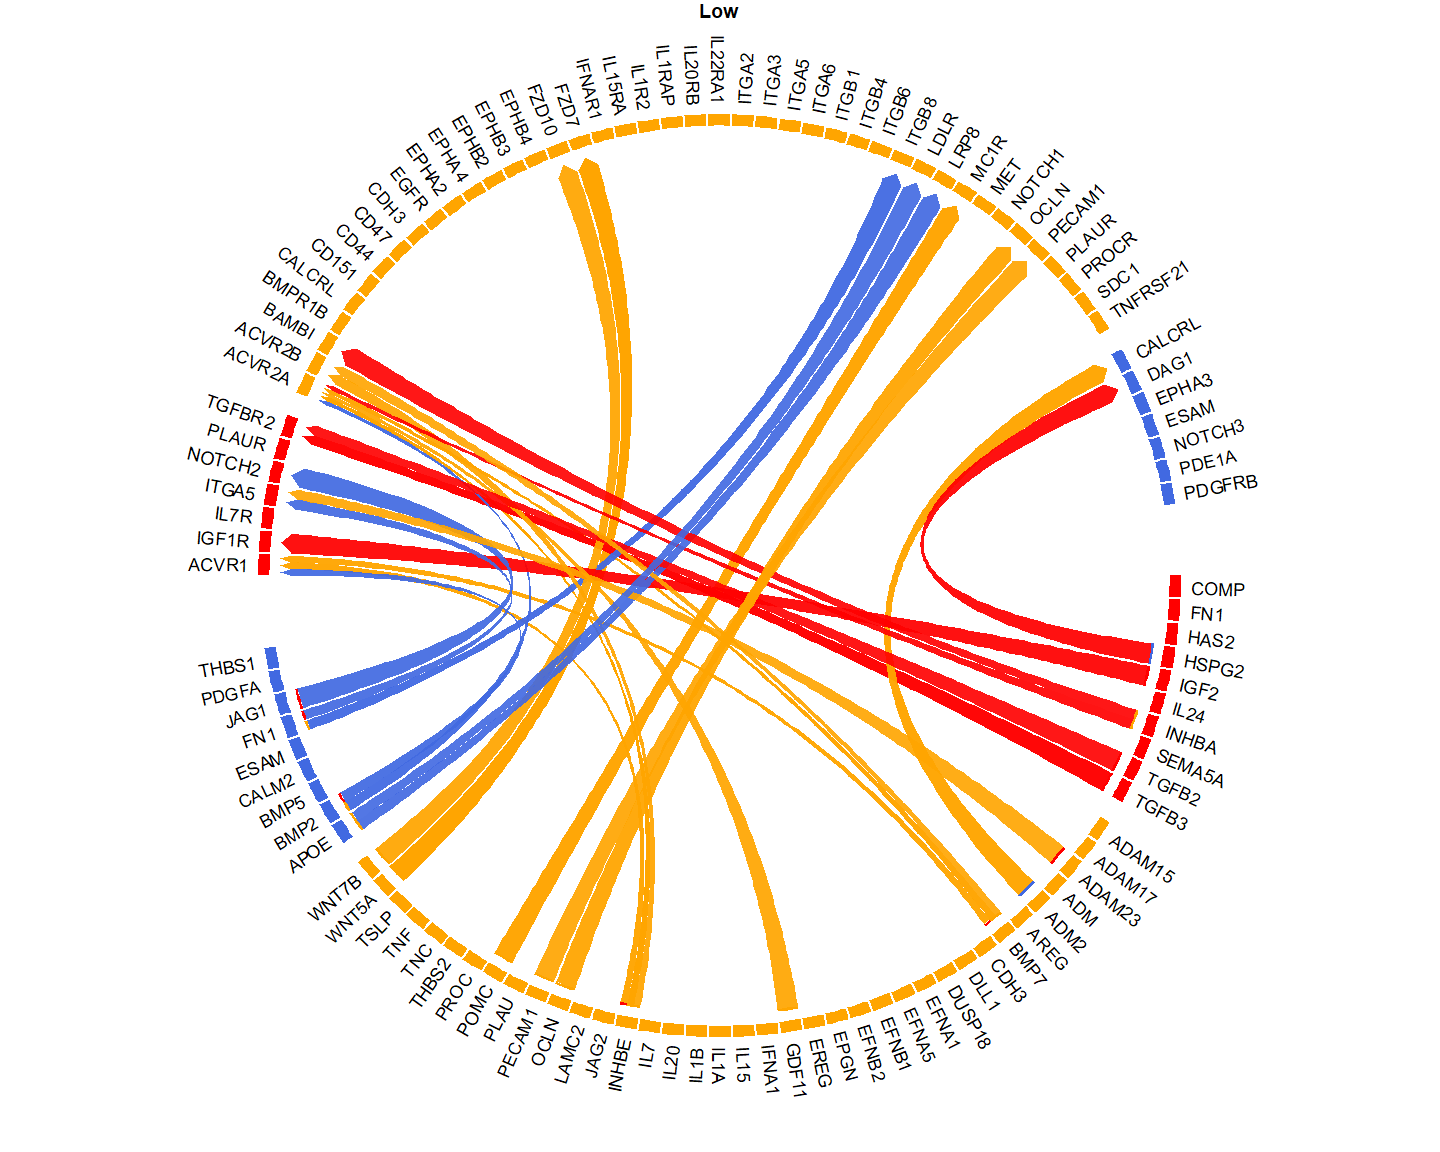 Low
ACVR2A
ACVR2B
BAMBI
BMPR1B
CALCRL
CD151
CD44
CD47
CDH3
EGFR
EPHA2
EPHA4
EPHB2
EPHB3
EPHB4
FZD10
FZD7
IFNAR1
IL15RA
IL1R2
IL1RAP
IL20RB
IL22RA1
ITGA2
ITGA3
ITGA5
ITGA6
ITGB1
ITGB4
ITGB6
ITGB8
LDLR
LRP8
MC1R
MET
NOTCH1
OCLN
PECAM1
PLAUR
PROCR
SDC1
TNFRSF21
CALCRL
DAG1
EPHA3
ESAM
NOTCH3
PDE1A
PDGFRB
COMP
FN1
HAS2
HSPG2
IGF2
IL24
INHBA
SEMA5A
TGFB2
TGFB3
ADAM15
ADAM17
ADAM23
ADM
ADM2
AREG
BMP7
CDH3
DLL1
DUSP18
EFNA1
EFNA5
EFNB1
EFNB2
EPGN
EREG
GDF11
IFNA1
IL15
IL1A
IL1B
IL20
IL7
INHBE
JAG2
LAMC2
OCLN
PECAM1
PLAU
POMC
PROC
THBS2
TNC
TNF
TSLP
WNT5A
WNT7B
APOE
BMP2
BMP5
CALM2
ESAM
FN1
JAG1
PDGFA
THBS1
ACVR1
IGF1R
IL7R
ITGA5
NOTCH2
PLAUR
TGFBR2